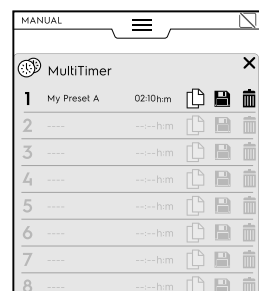 MANUAL
MultiTimer
1 My Preset A 02:10h:m
2 ---- --:--h:m
3 ---- --:--h:m
4 ---- --:--h:m
5 ---- --:--h:m
6 ---- --:--h:m
7 ---- --:--h:m
8 ---- --:--h:m